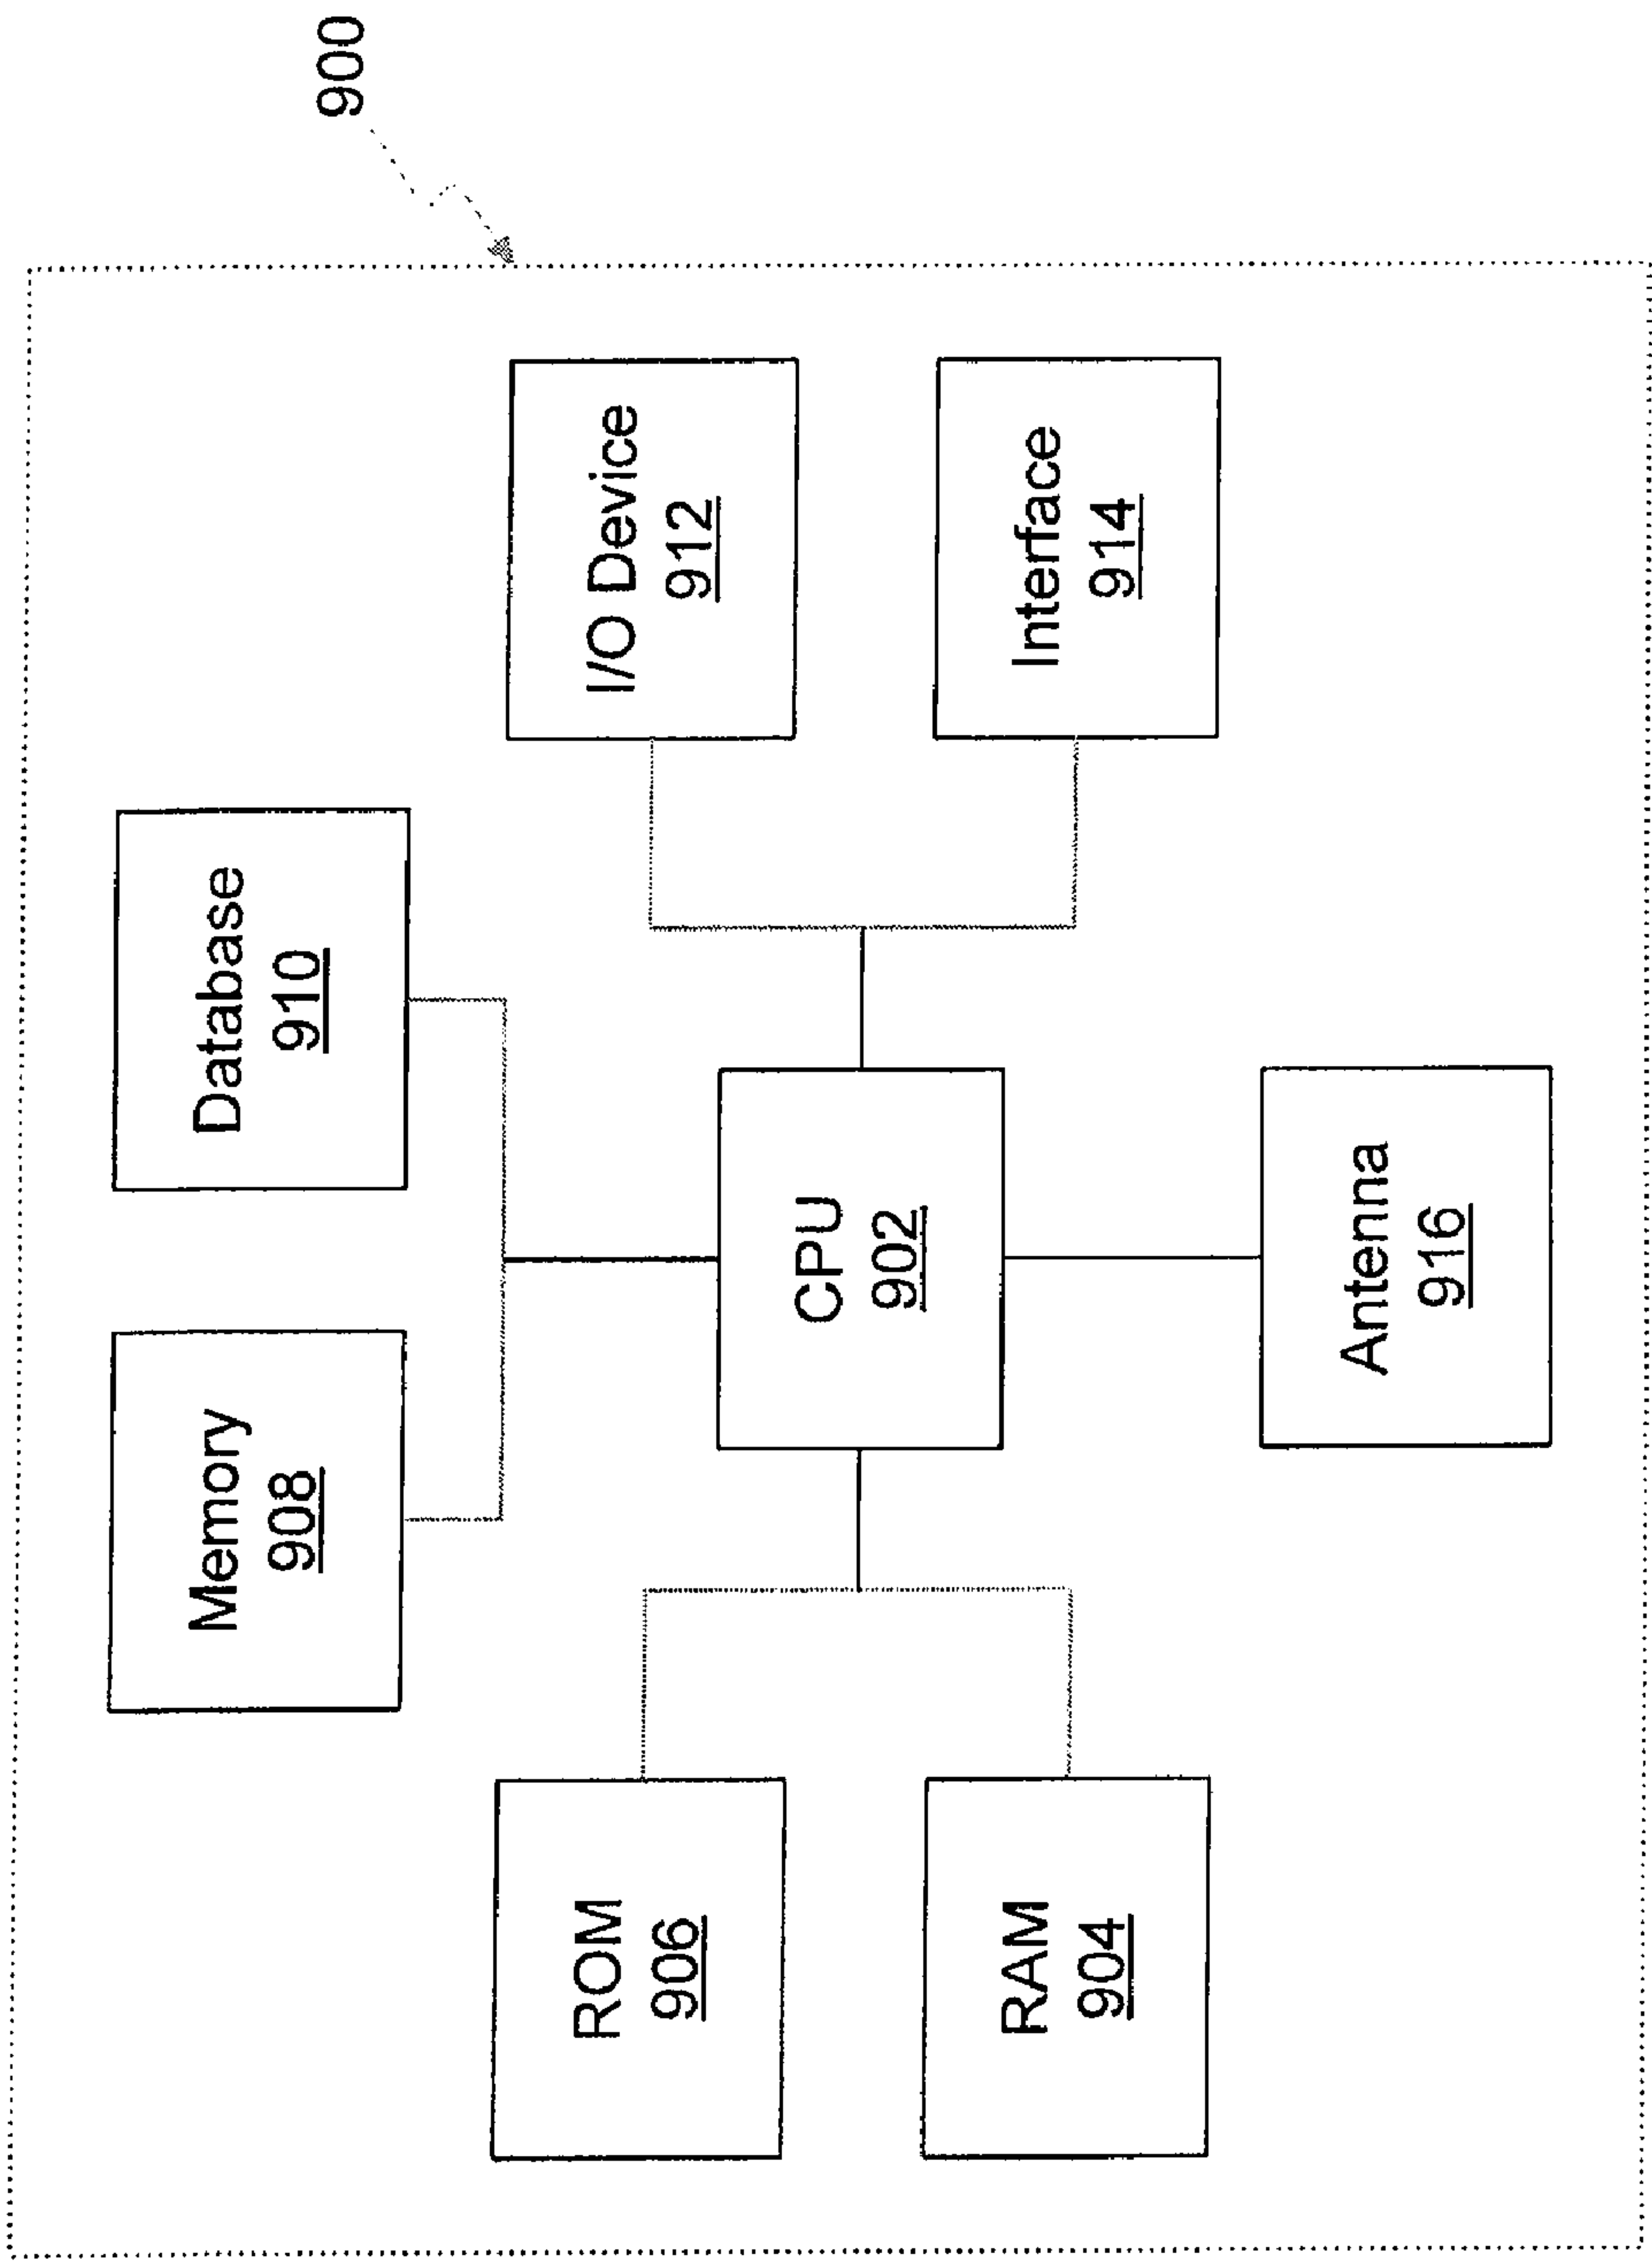 900
Memory
908
Database
910
ROM
906
I/O Device
912
CPU
902
RAM
904
Interface
914
Antenna
916